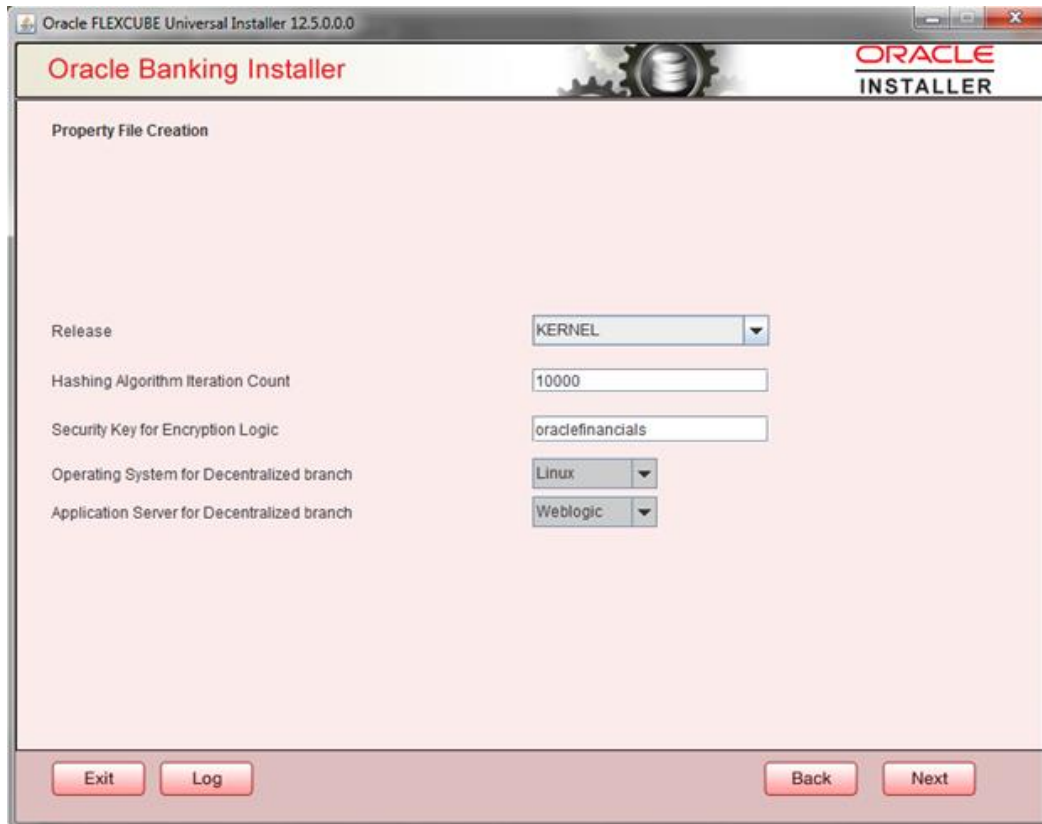 Oracle FLEXCUBE Universal Installer 12.5.0.0.0
Oracle Banking Installer
ORACLE
INSTALLER
Property File Creation
Release
KERNEL
Hashing Algorithm Iteration Count
10000
Security Key for Encryption Logic
oraclefinancials
Operating System for Decentralized branch
Linux
Application Server for Decentralized branch
Weblogic
Exit
Log
Back
Next